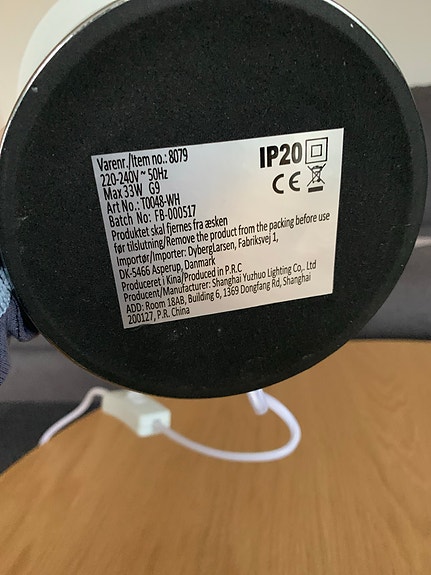 Varenr./Item no.: 8079
220-240V ~ 50Hz
Max 33W G9
Art No.: T0048-WH
Batch No: FB-000517
IP20
CE
Produktet skal fjernes fra æsken
før tilslutning/Remove the product from the packing before use
Importør/Importer: DybergLarsen, Fabriksvej 1,
DK-5466 Asperup, Danmark
Produceret i Kina/Produced in P.R.C
Producent/Manufacturer: Shanghai Yuzhuo Lighting Co,. Ltd
ADD: Room 18AB, Building 6, 1369 Dongfang Rd, Shanghai
200127, P.R. China